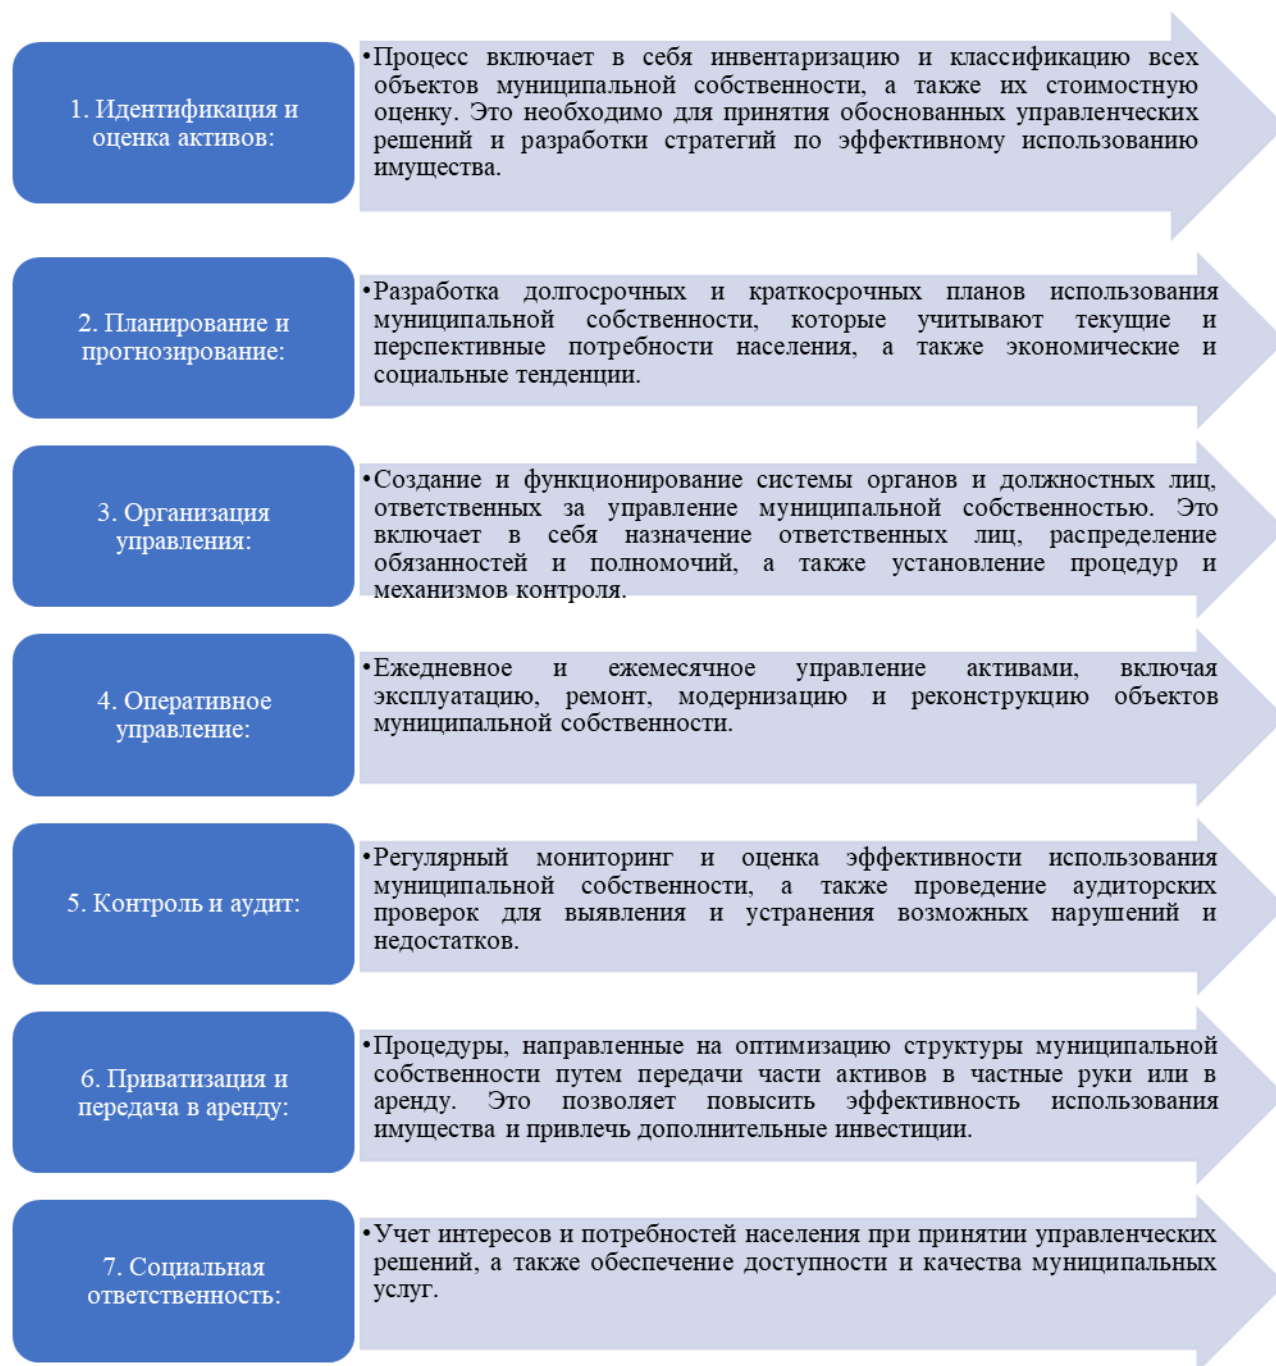 1. Идентификация и
оценка активов:
•Процесс включает в себя инвентаризацию и классификацию всех
объектов муниципальной собственности, а также их стоимостную
оценку. Это необходимо для принятия обоснованных управленческих
решений и разработки стратегий по эффективному использованию
имущества.
2. Планирование и
прогнозирование:
•Разработка долгосрочных и краткосрочных планов использования
муниципальной собственности, которые учитывают текущие и
перспективные потребности населения, а также экономические и
социальные тенденции.
3. Организация
управления:
•Создание и функционирование системы органов и должностных лиц,
ответственных за управление муниципальной собственностью. Это
включает в себя назначение ответственных лиц, распределение
обязанностей и полномочий, а также установление процедур и
механизмов контроля.
4. Оперативное
управление:
•Ежедневное и ежемесячное управление активами, включая
эксплуатацию, ремонт, модернизацию и реконструкцию объектов
муниципальной собственности.
5. Контроль и аудит:
•Регулярный мониторинг и оценка эффективности использования
муниципальной собственности, а также проведение аудиторских
проверок для выявления и устранения возможных нарушений и
недостатков.
6. Приватизация и
передача в аренду:
•Процедуры, направленные на оптимизацию структуры муниципальной
собственности путем передачи части активов в частные руки или в
аренду. Это позволяет повысить эффективность использования
имущества и привлечь дополнительные инвестиции.
7. Социальная
ответственность:
•Учет интересов и потребностей населения при принятии управленческих
решений, а также обеспечение доступности и качества муниципальных
услуг.